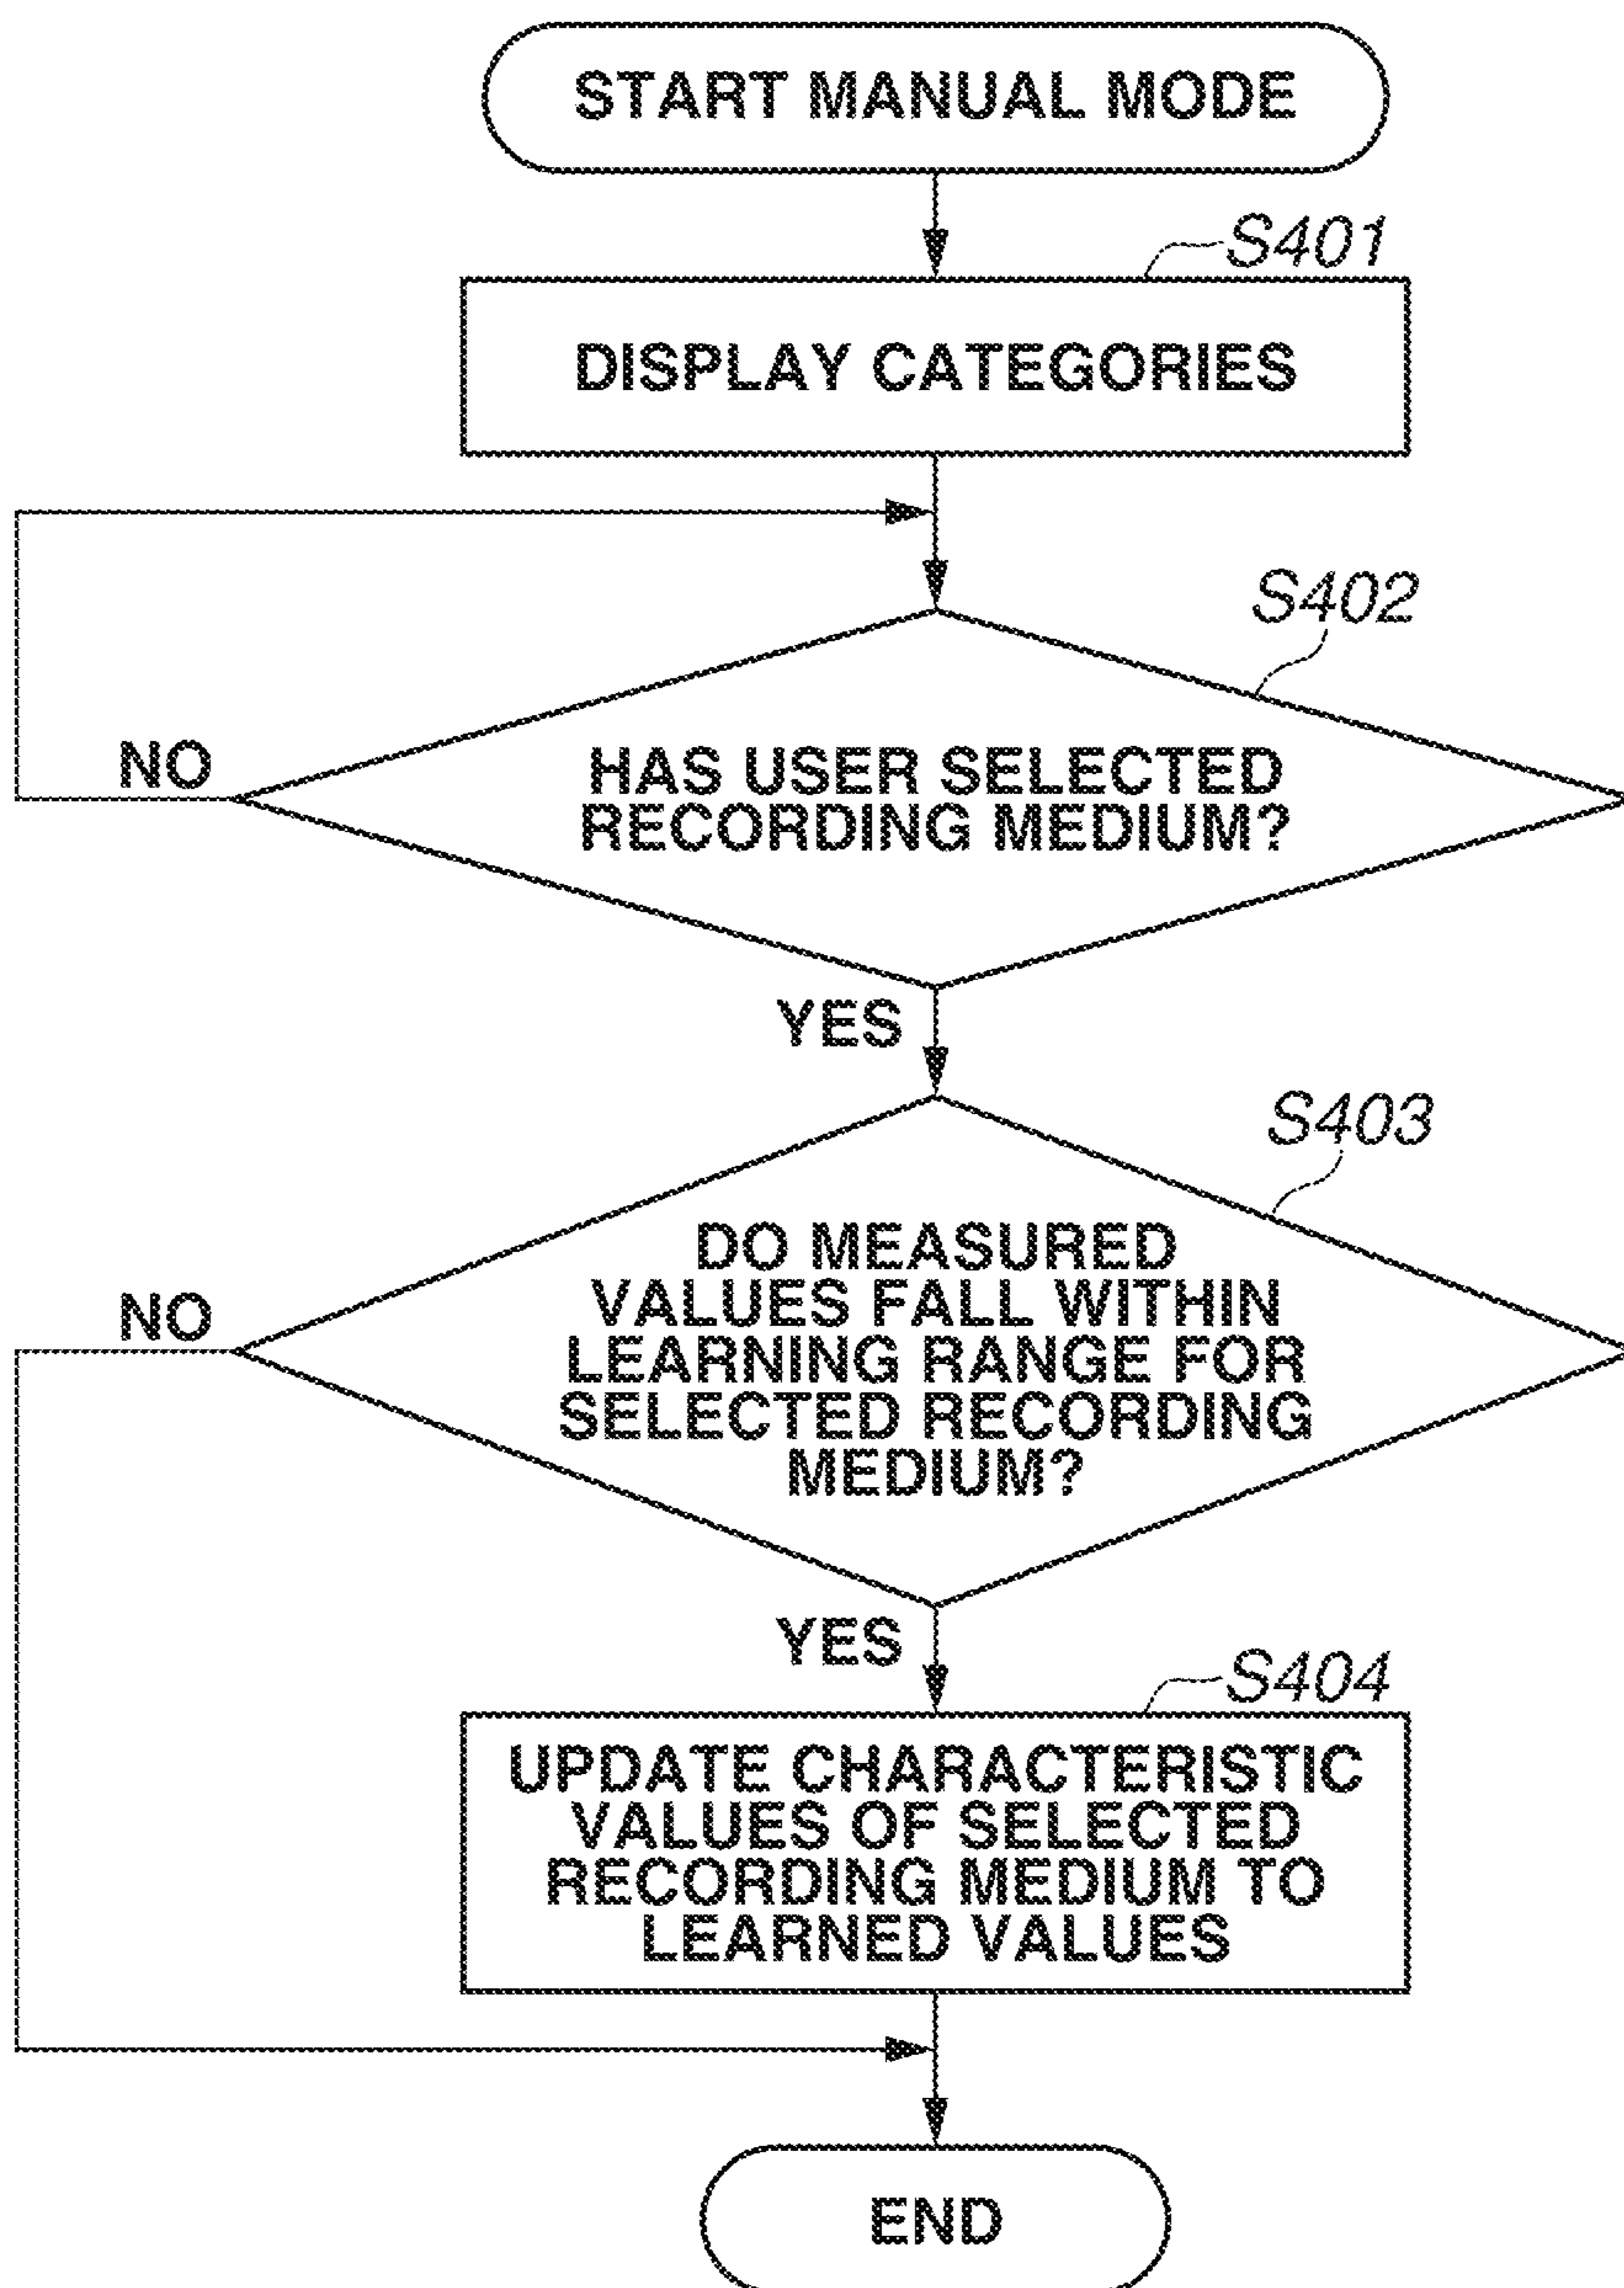 START MANUAL MODE
S401
DISPLAY CATEGORIES
S402
HAS USER SELECTED
RECORDING MEDIUM?
NO
YES
S403
DO MEASURED
VALUES FALL WITHIN
LEARNING RANGE FOR
SELECTED RECORDING
MEDIUM?
NO
YES
S404
UPDATE CHARACTERISTIC
VALUES OF SELECTED
RECORDING MEDIUM TO
LEARNED VALUES
END